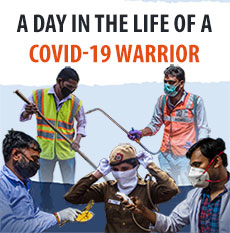 A DAY IN THE LIFE OF A
COVID-19 WARRIOR